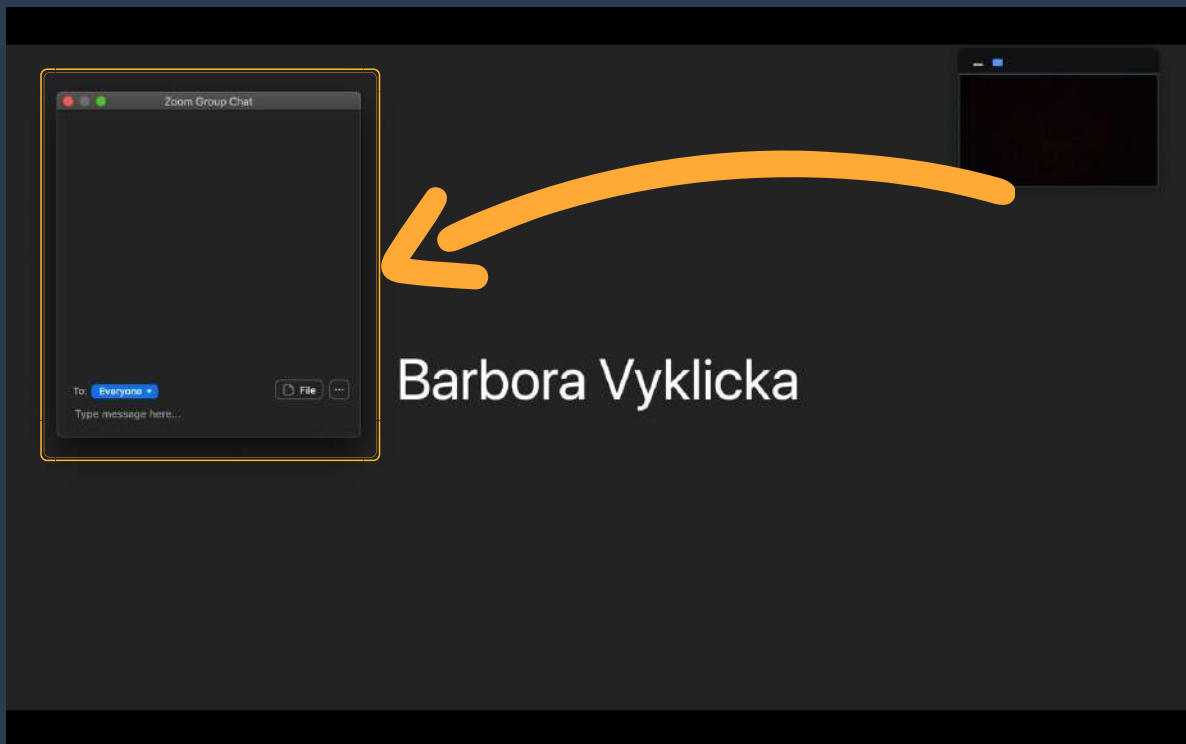 Zoom Group Chat
To: Everyone
File
Type message here...
Barbora Vyklicka